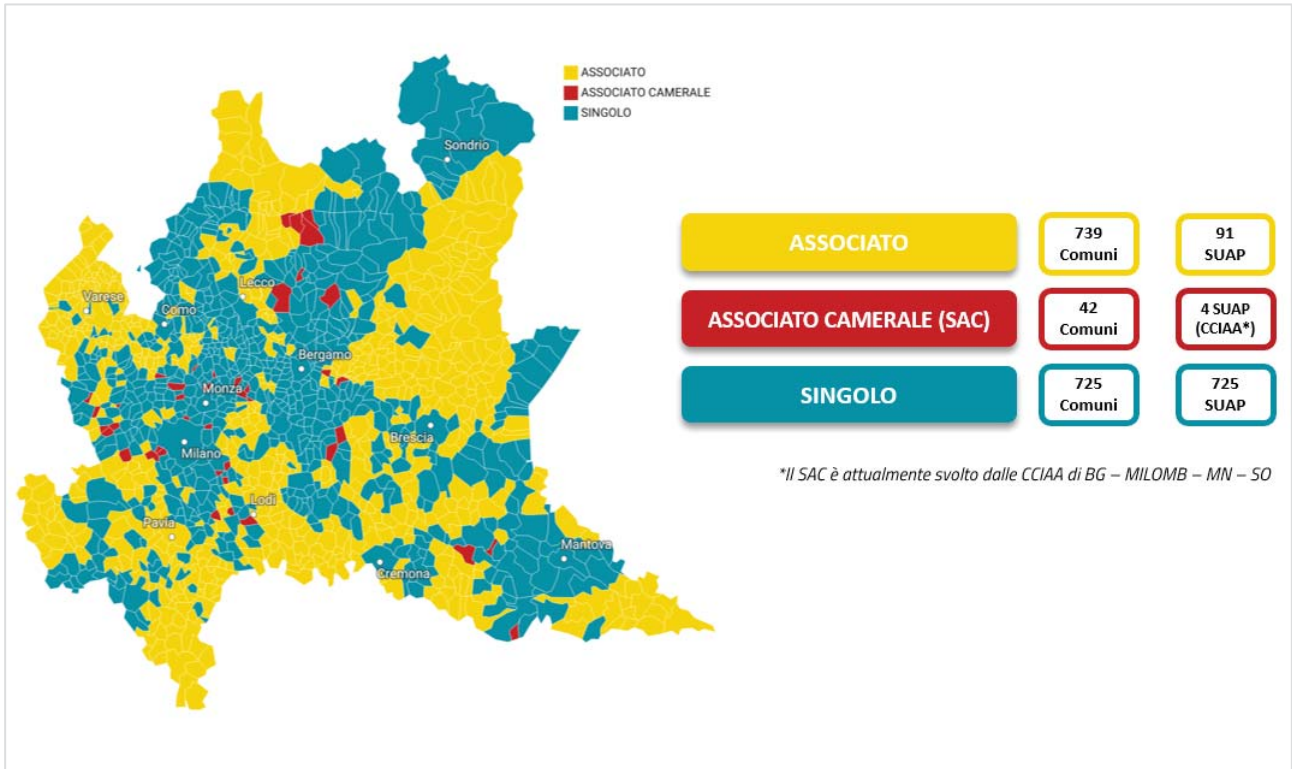 ASSOCIATO
ASSOCIATO CAMERALE
SINGOLO
Sondrio
Lecco
Varese
Como
Bergamo
Monza
Brescia
Milano
Lodi
Pavia
Mantova
Cremona
ASSOCIATO
739
Comuni
91
SUAP
ASSOCIATO CAMERALE (SAC)
42
Comuni
4 SUAP
(CCIAA*)
SINGOLO
725
Comuni
725
SUAP
*Il SAC è attualmente svolto dalle CCIAA di BG – MILOMB – MN – SO